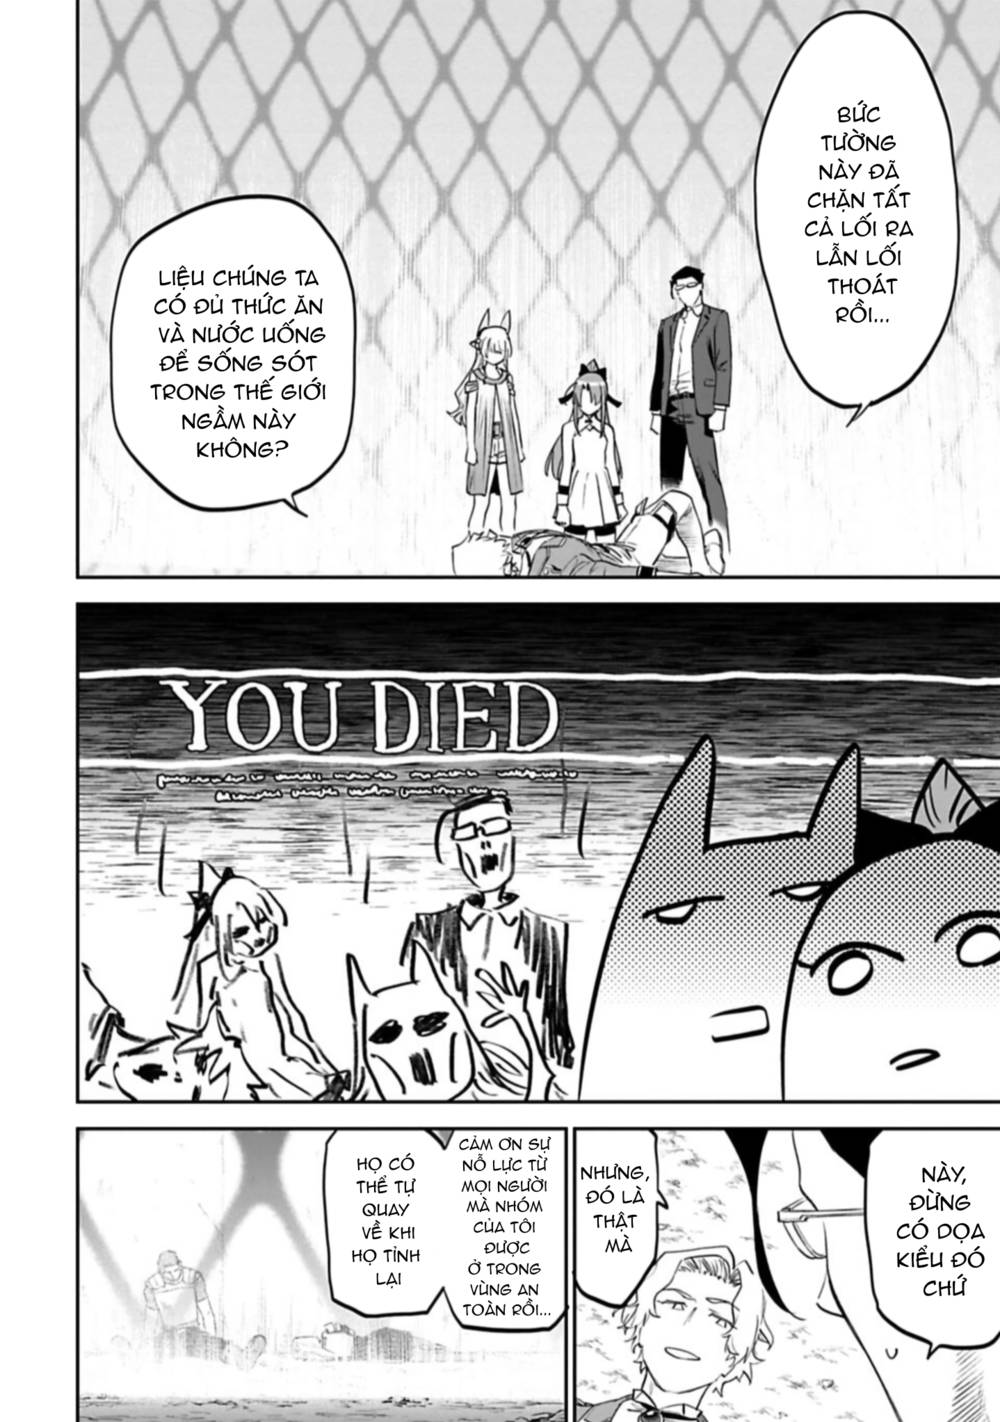 BỨC
TƯỜNG
NÀY ĐÃ
CHẶN TẤT
CẢ LỐI RA
LẪN LỐI
THOÁT
RỒI...
LIỆU CHÚNG TA
CÓ ĐỦ THỨC ĂN
VÀ NƯỚC UỐNG
ĐỂ SỐNG SÓT
TRONG THẾ GIỚI
NGẦM NÀY
KHÔNG?
YOU DIED
NÀY,
ĐỪNG
CÓ DỌA
KIỂU ĐÓ
CHỨ
NHƯNG,
ĐÓ LÀ
THẬT
MÀ
CẢM ƠN SỰ
NỖ LỰC TỪ
MỌI NGƯỜI
MÀ NHÓM
CỦA TÔI
ĐƯỢC
Ở TRONG
VÙNG AN
TOÀN RỒI...
HỌ CÓ
THỂ TỰ
QUAY
VỀ KHI
HỌ TỈNH
LẠI